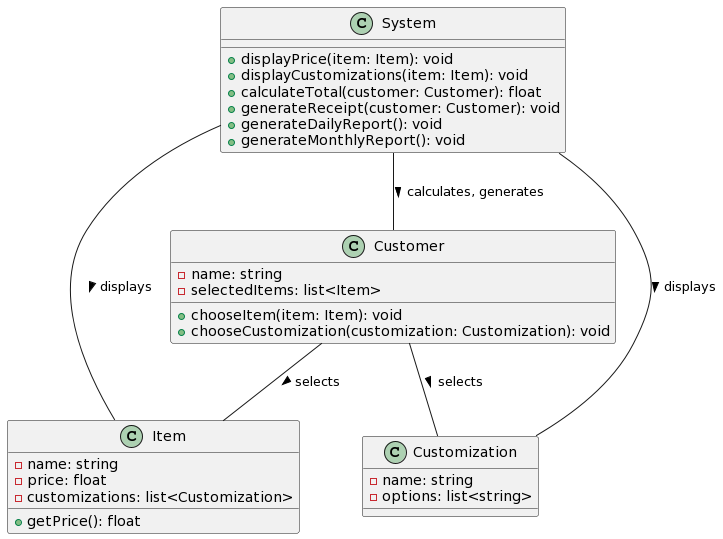 C System
displayPrice(item: Item): void
displayCustomizations(item: Item): void
calculateTotal(customer: Customer): float
generateReceipt(customer: Customer): void
generateDailyReport(): void
generateMonthlyReport(): void
calculates, generates
displays
displays
C Customer
name: string
selectedItems: list<Item>
chooseItem(item: Item): void
chooseCustomization(customization: Customization): void
selects
selects
C Item
name: string
price: float
customizations: list<Customization>
getPrice(): float
C Customization
name: string
options: list<string>